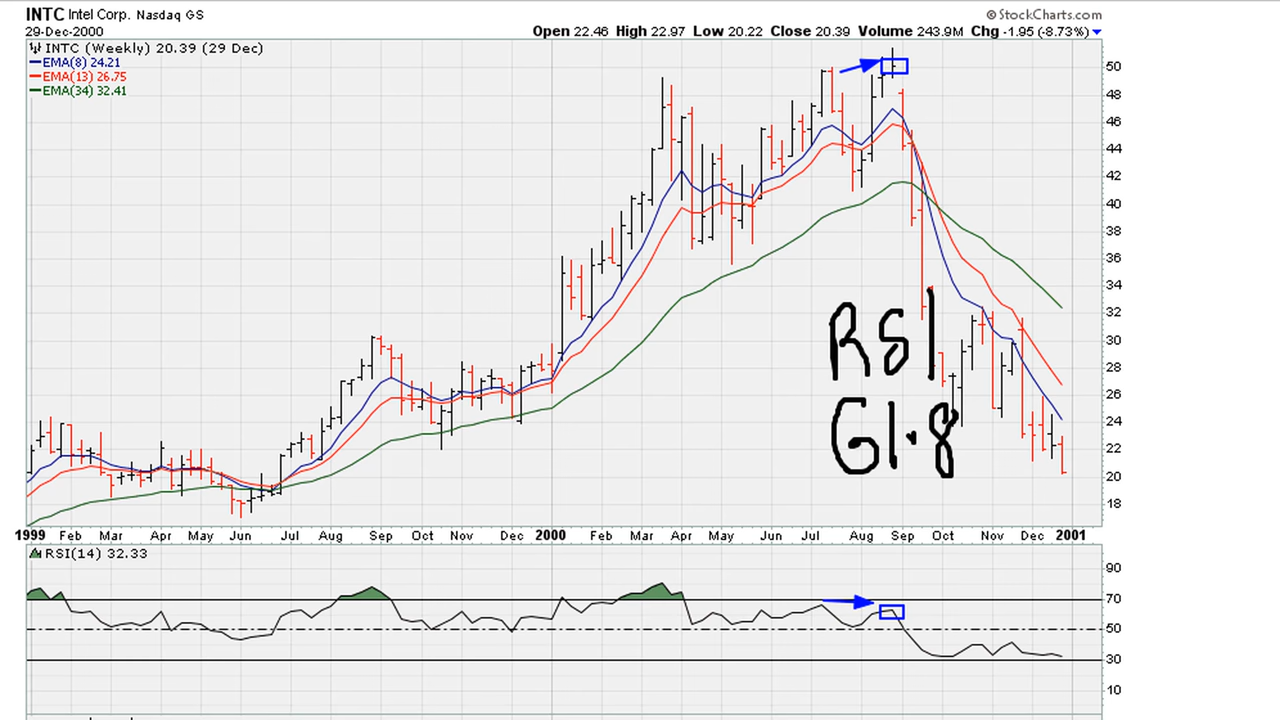 INTC Intel Corp. Nasdaq GS
© StockCharts.com
29-Dec-2000
Open 22.46 High 22.97 Low 20.22 Close 20.39 Volume 243.9M Chg -1.95 (-8.73%)
INTC (Weekly) 20.39 (29 Dec)
EMA(8) 24.21
EMA(13) 26.75
EMA(34) 32.41
50
48
46
44
42
40
38
36
34
32
30
28
26
24
22
20
18
RSI
61.8
1999 Feb Mar Apr May Jun Jul Aug Sep Oct Nov Dec 2000 Feb Mar Apr May Jun Jul Aug Sep Oct Nov Dec 2001
RSI(14) 32.33
90
70
50
30
10